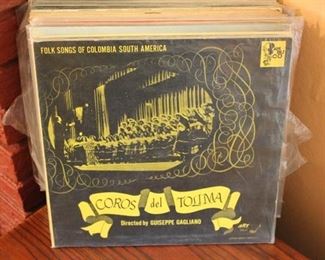 FOLK SONGS OF COLOMBIA SOUTH AMERICA
COROS del TOLIMA
Directed by GUISEPPE GAGLIANO